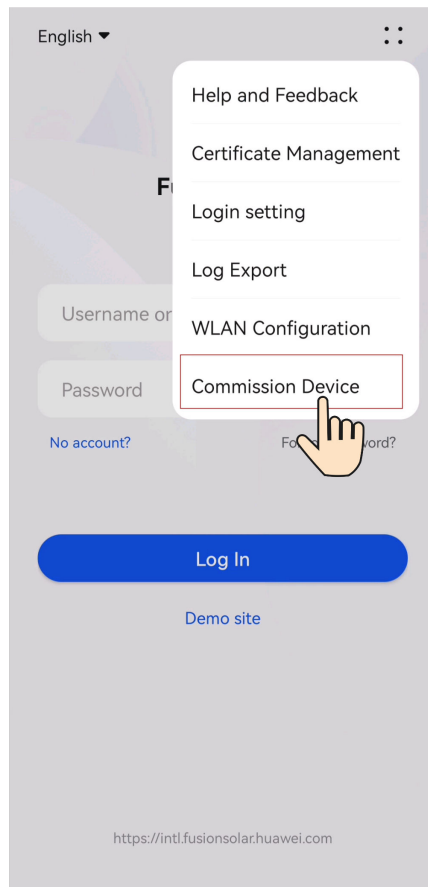 English
Help and Feedback
Certificate Management
Login setting
Log Export
Username or
WLAN Configuration
Password
Commission Device
No account?
Log In
Demo site
https://intl.fusionsolar.huawei.com